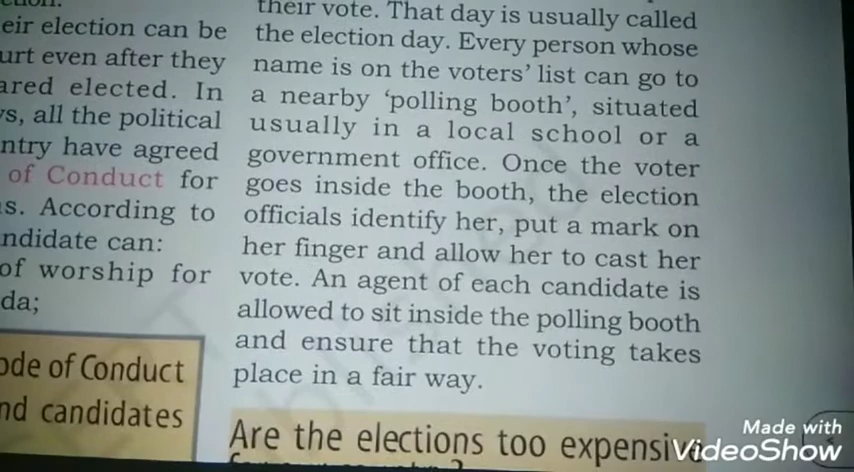 eir election can be
urt even after they
ared elected. In
s, all the political
ntry have agreed
of Conduct for
s. According to
ndidate can:
of worship for
da;
ode of Conduct
nd candidates
their vote. That day is usually called
the election day. Every person whose
name is on the voters' list can go to
a nearby 'polling booth', situated
usually in a local school or a
government office. Once the voter
goes inside the booth, the election
officials identify her, put a mark on
her finger and allow her to cast her
vote. An agent of each candidate is
allowed to sit inside the polling booth
and ensure that the voting takes
place in a fair way.
Are the elections too expensive
Made with
VideoShow